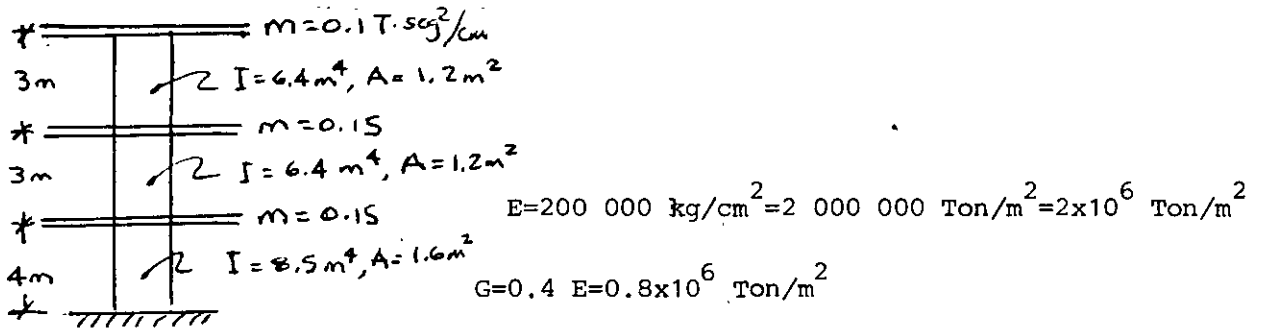 m=0.1 T.seg²/cm
3m
I=6.4m⁴, A=1.2m²
m=0.15
3m
I=6.4 m⁴, A=1.2m²
m=0.15
E=200 000 kg/cm²=2 000 000 Ton/m²=2x10⁶ Ton/m²
4m
I=8.5m⁴, A=1.6m²
G=0.4 E=0.8x10⁶ Ton/m²